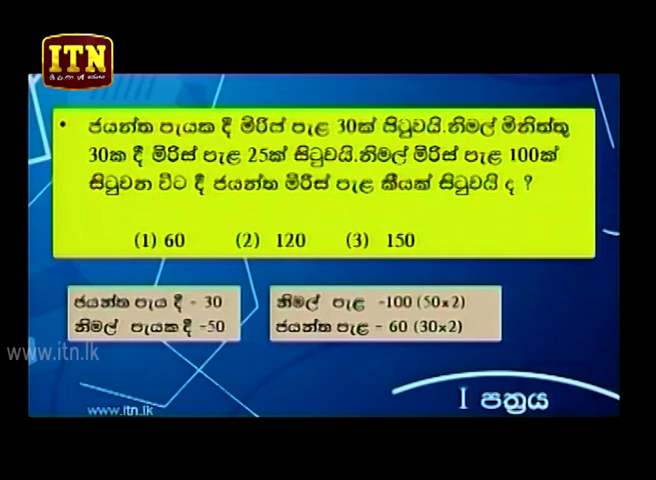 ITN
• ජයන්ත පැයක දී මිරිස් පැළ 30ක් සිටුවයි.නිමල් මිනිත්තු
30ක දී මිරිස් පැළ 25ක් සිටුවයි.නිමල් මිරිස් පැළ 100ක්
සිටුවන විට දී ජයන්ත මිරිස් පැළ කීයක් සිටුවයි ද ?
(1) 60 (2) 120 (3) 150
ජයන්ත පැය දී - 30
නිමල් පැයක දී -50
නිමල් පැළ -100 (50×2)
ජයන්ත පැළ - 60 (30×2)
www.itn.lk
www.itn.lk
I පත්‍රය